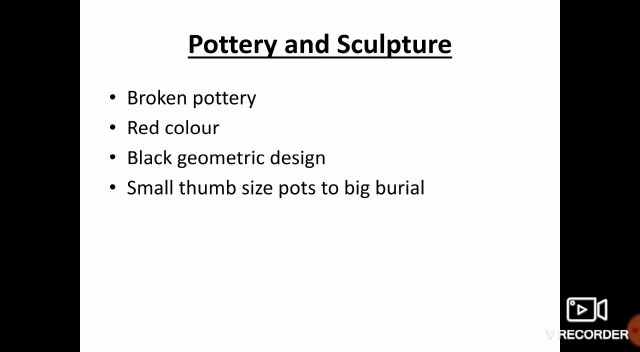 Pottery and Sculpture
• Broken pottery
• Red colour
• Black geometric design
• Small thumb size pots to big burial
V RECORDER